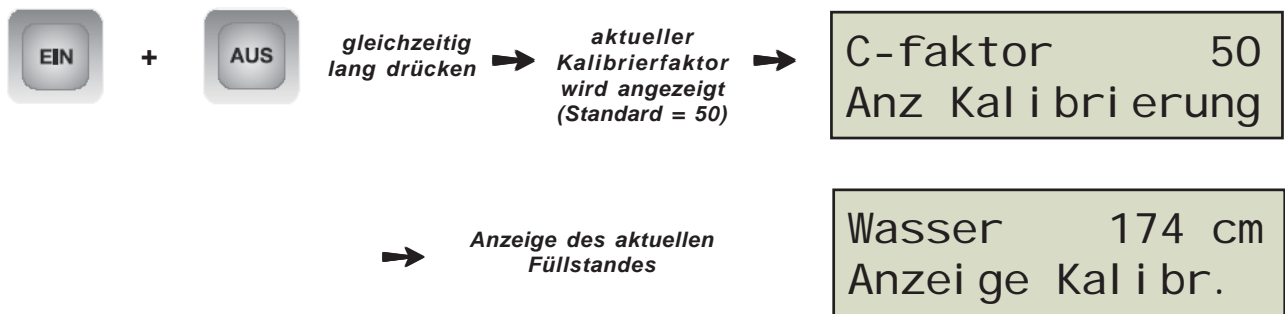 EIN + AUS
gleichzeitig
lang drücken
aktueller
Kalibrierfaktor
wird angezeigt
(Standard = 50)
C-faktor 50
Anz Kalibrierung
Anzeige des aktuellen
Füllstandes
Wasser 174 cm
Anzeige Kalibr.